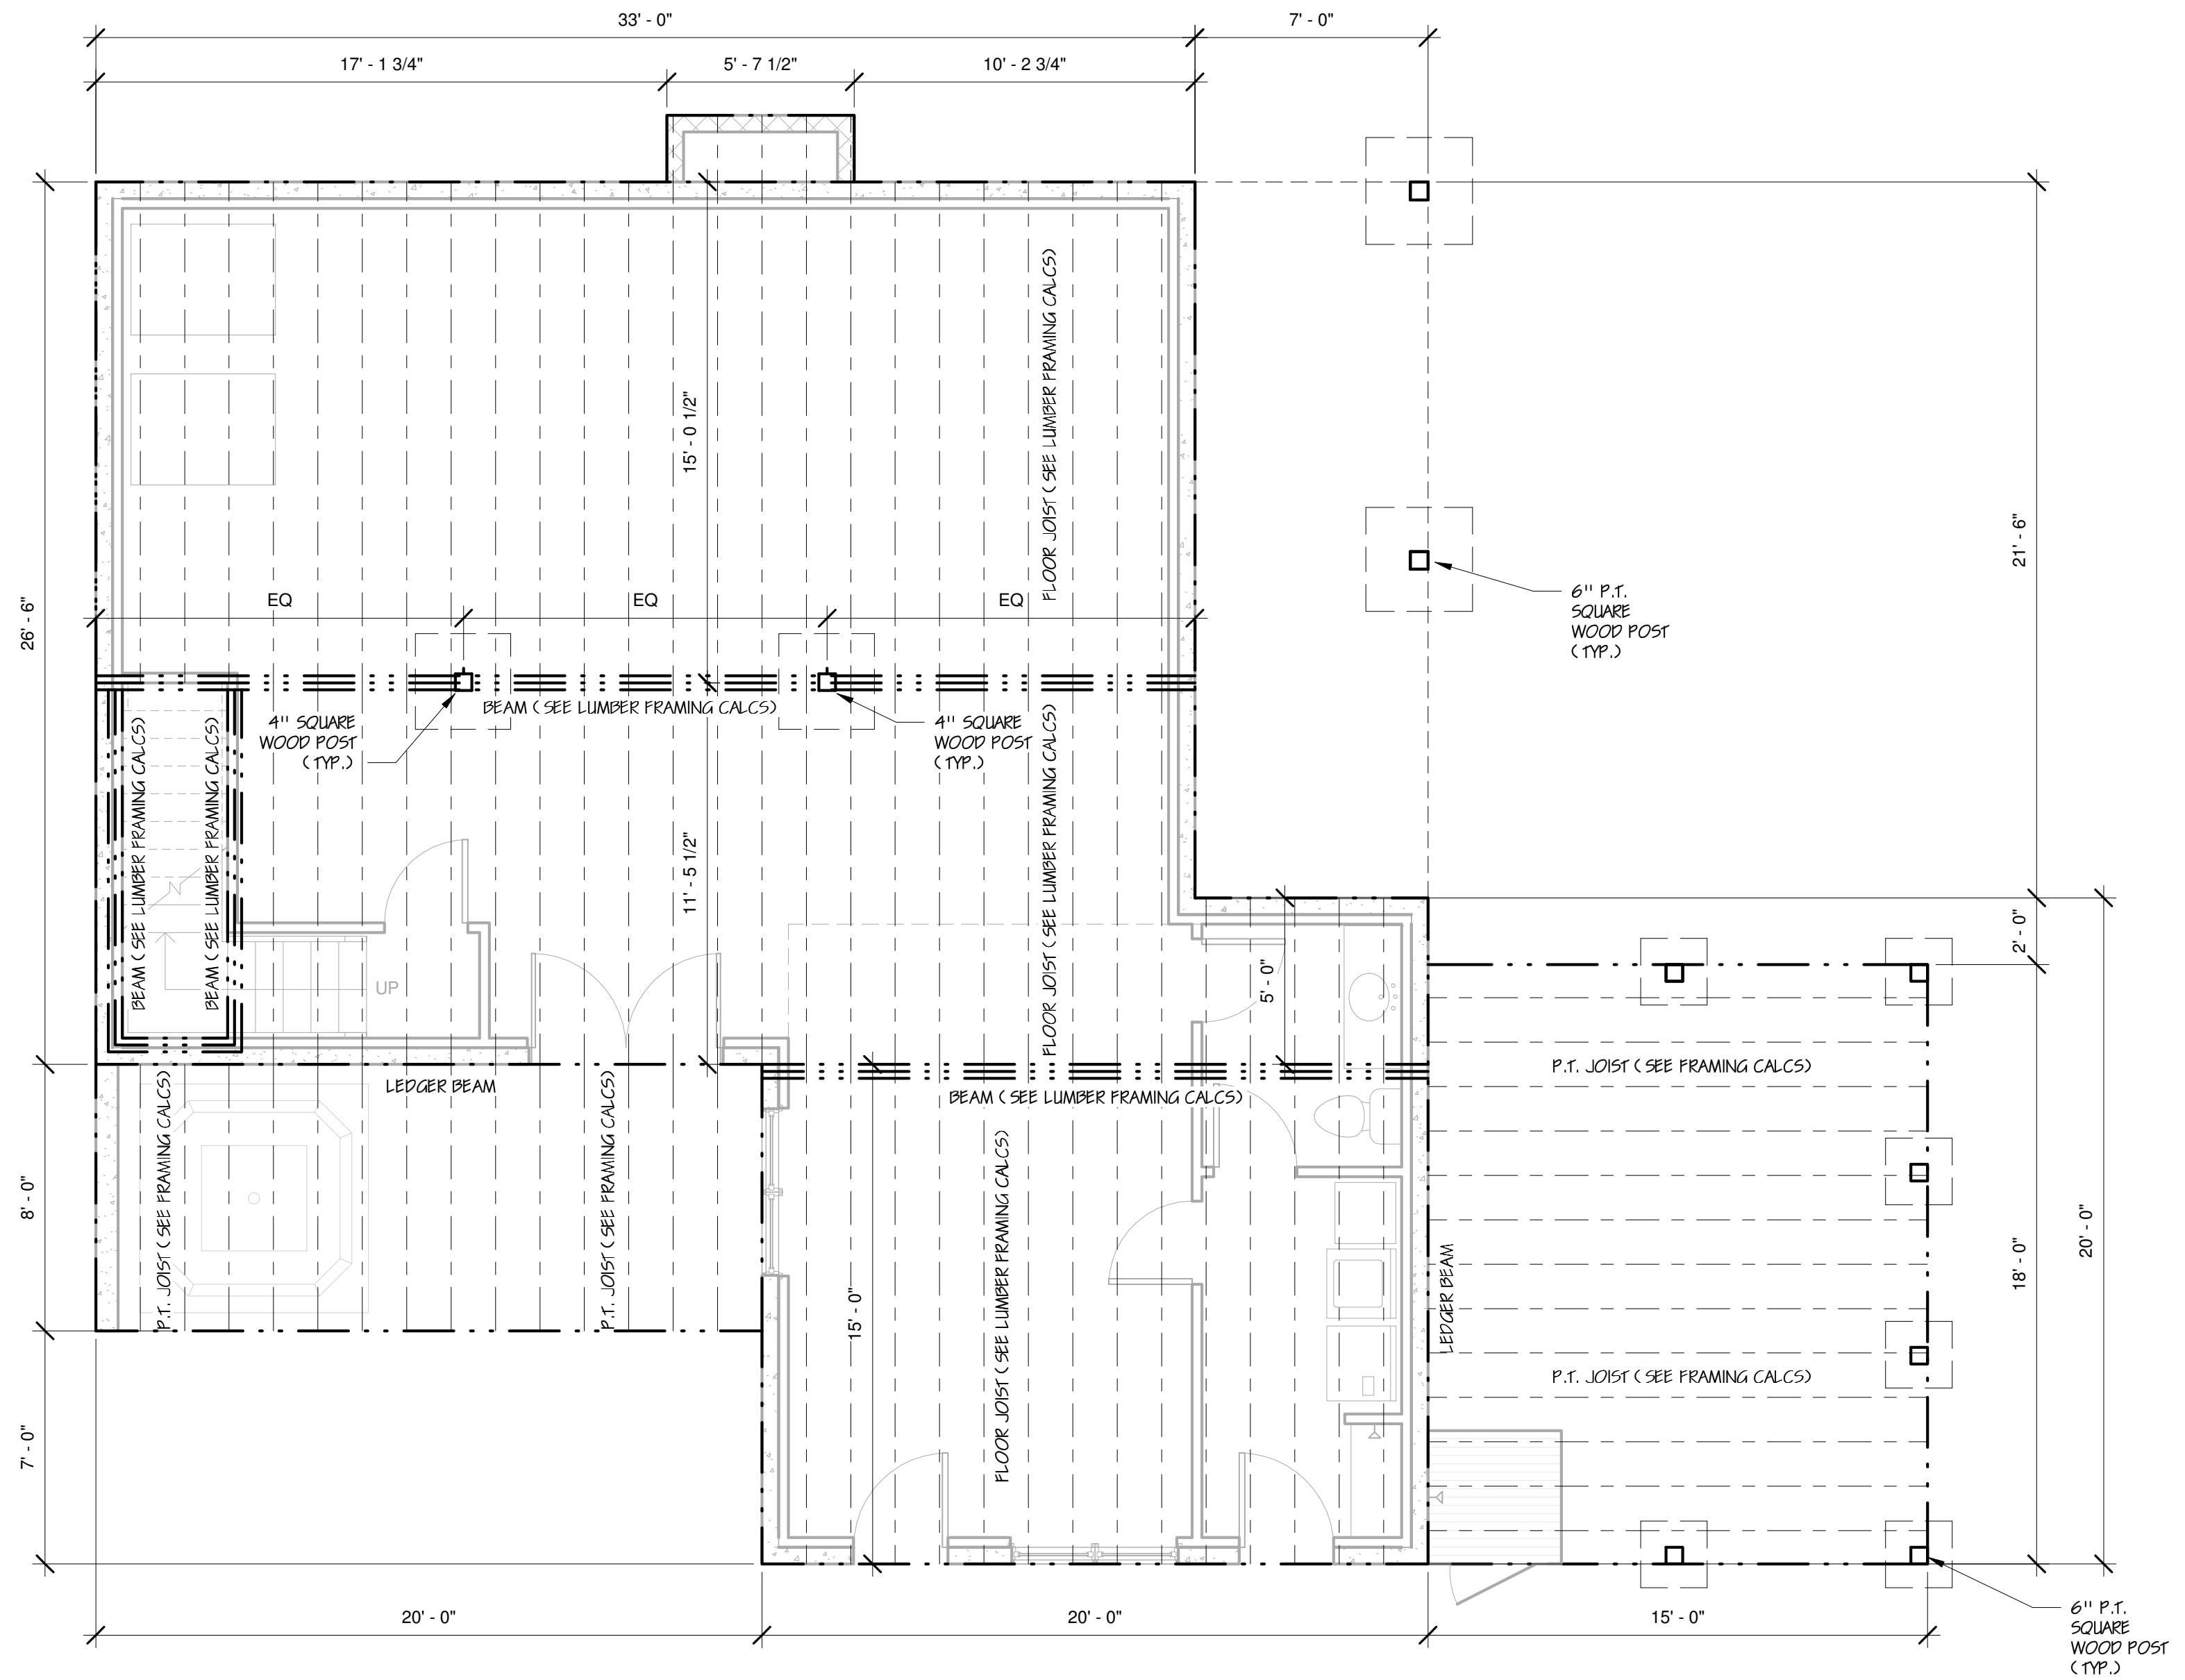 33' - 0"
7' - 0"
17' - 1 3/4"
5' - 7 1/2"
10' - 2 3/4"
FLOOR JOIST ( SEE LUMBER FRAMING CALCS)
15' - 0 1/2"
21' - 6"
26' - 6"
EQ
EQ
EQ
6" P.T.
SQUARE
WOOD POST
( TYP.)
BEAM ( SEE LUMBER FRAMING CALCS)
4" SQUARE
WOOD POST
( TYP.)
4" SQUARE
WOOD POST
( TYP.)
BEAM ( SEE LUMBER FRAMING CALCS)
BEAM ( SEE LUMBER FRAMING CALCS)
11' - 5 1/2"
FLOOR JOIST ( SEE LUMBER FRAMING CALCS)
2' - 0"
UP
5' - 0"
P.T. JOIST ( SEE FRAMING CALCS)
LEDGER BEAM
BEAM ( SEE LUMBER FRAMING CALCS)
8' - 0"
P.T. JOIST ( SEE FRAMING CALCS)
P.T. JOIST ( SEE FRAMING CALCS)
FLOOR JOIST ( SEE LUMBER FRAMING CALCS)
15' - 0"
LEDGER BEAM
18' - 0"
20' - 0"
P.T. JOIST ( SEE FRAMING CALCS)
7' - 0"
20' - 0"
20' - 0"
15' - 0"
6" P.T.
SQUARE
WOOD POST
( TYP.)